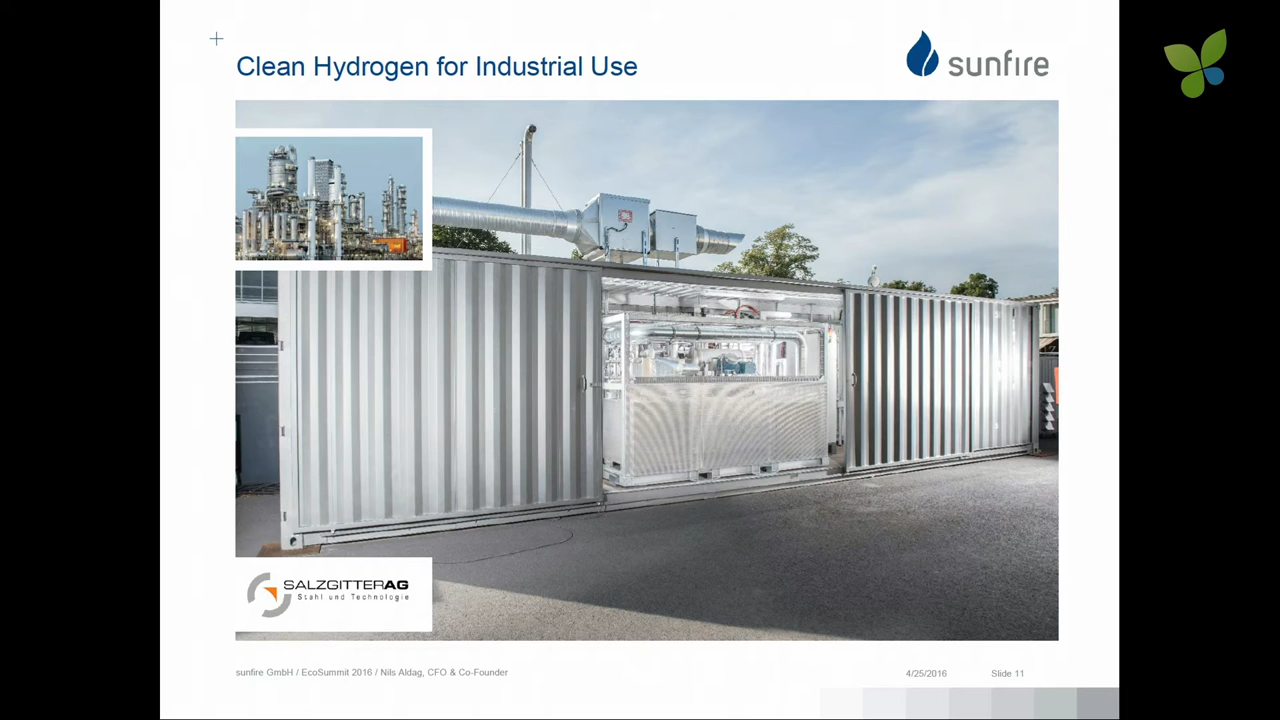 Clean Hydrogen for Industrial Use
sunfire
SALZGITTERAG
Stahl und Technologie
sunfire GmbH / EcoSummit 2016 / Nils Aldag, CFO & Co-Founder
4/25/2016
Slide 11